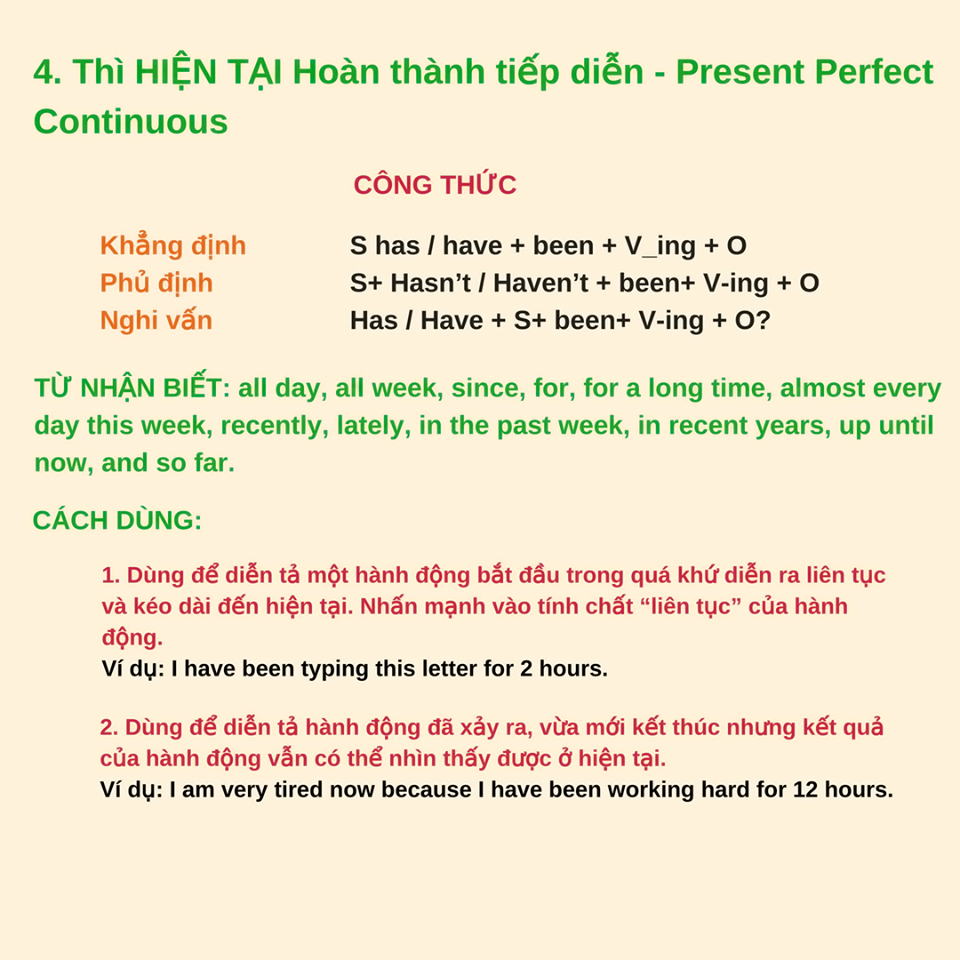 4. Thì HIỆN TẠI Hoàn thành tiếp diễn - Present Perfect
Continuous
CÔNG THỨC
Khẳng định S has / have + been + V_ing + O
Phủ định S+ Hasn’t / Haven’t + been+ V-ing + O
Nghi vấn Has / Have + S+ been+ V-ing + O?
TỪ NHẬN BIẾT: all day, all week, since, for, for a long time, almost every
day this week, recently, lately, in the past week, in recent years, up until
now, and so far.
CÁCH DÙNG:
1. Dùng để diễn tả một hành động bắt đầu trong quá khứ diễn ra liên tục
và kéo dài đến hiện tại. Nhấn mạnh vào tính chất “liên tục” của hành
động.
Ví dụ: I have been typing this letter for 2 hours.
2. Dùng để diễn tả hành động đã xảy ra, vừa mới kết thúc nhưng kết quả
của hành động vẫn có thể nhìn thấy được ở hiện tại.
Ví dụ: I am very tired now because I have been working hard for 12 hours.